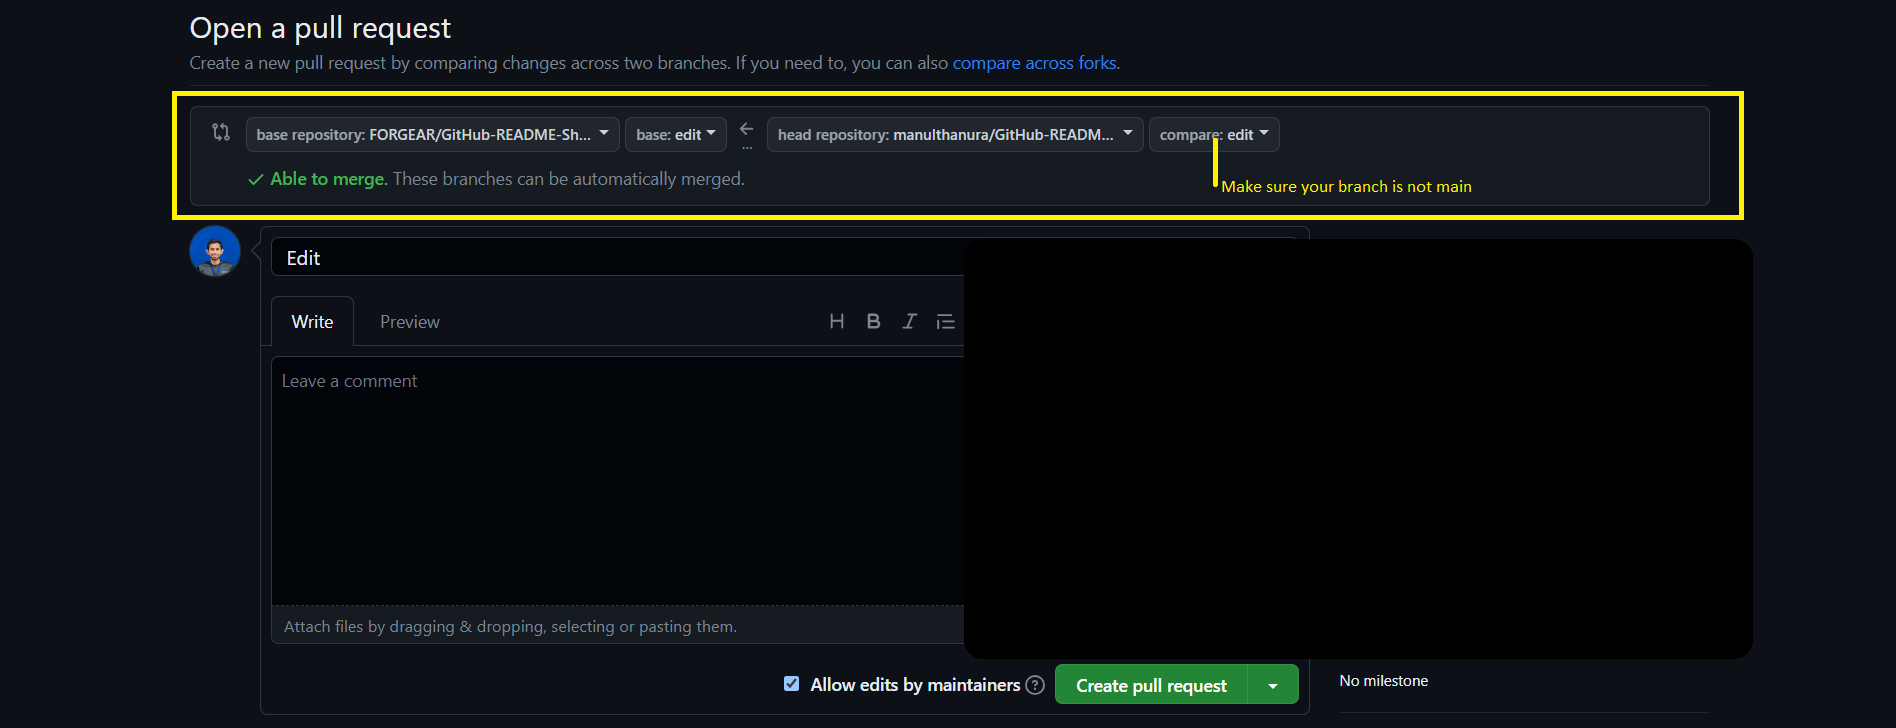 Open a pull request
Create a new pull request by comparing changes across two branches. If you need to, you can also compare across forks.
base repository: FORGEAR/GitHub-README-Sh... base: edit ... head repository: manulthanura/GitHub-READM... compare: edit
Able to merge. These branches can be automatically merged.
Make sure your branch is not main
Edit
Write Preview H B I
Leave a comment
Attach files by dragging & dropping, selecting or pasting them.
Allow edits by maintainers ? Create pull request
No milestone